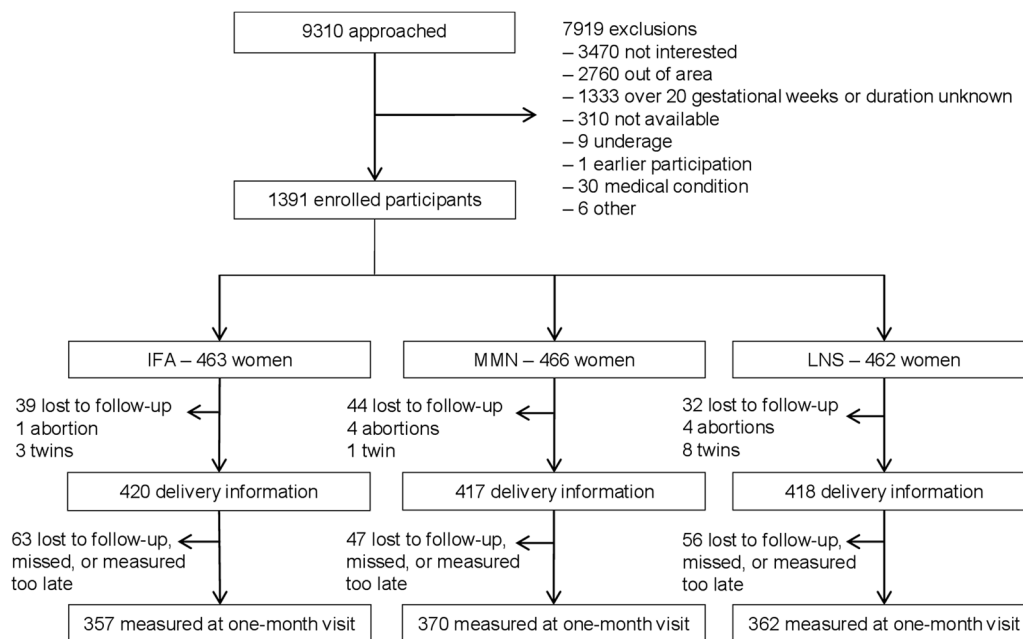 9310 approached
7919 exclusions
– 3470 not interested
– 2760 out of area
– 1333 over 20 gestational weeks or duration unknown
– 310 not available
– 9 underage
– 1 earlier participation
– 30 medical condition
– 6 other
1391 enrolled participants
IFA – 463 women
MMN – 466 women
LNS – 462 women
39 lost to follow-up
1 abortion
3 twins
44 lost to follow-up
4 abortions
1 twin
32 lost to follow-up
4 abortions
8 twins
420 delivery information
417 delivery information
418 delivery information
63 lost to follow-up,
missed, or measured
too late
47 lost to follow-up,
missed, or measured
too late
56 lost to follow-up,
missed, or measured
too late
357 measured at one-month visit
370 measured at one-month visit
362 measured at one-month visit